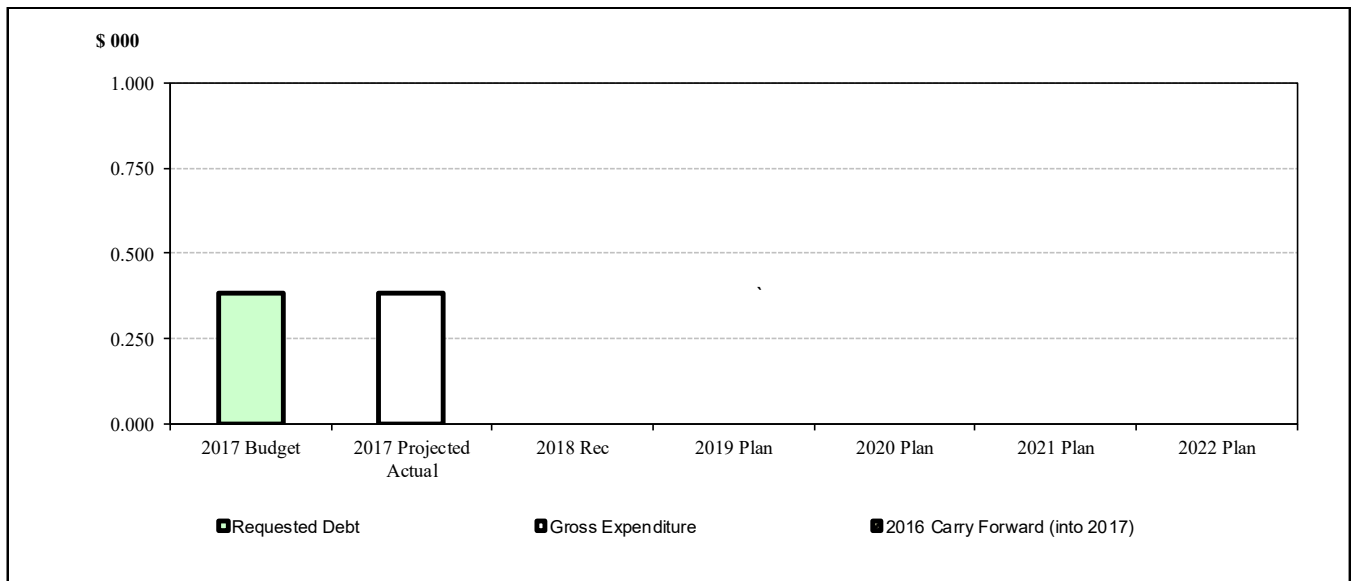 $ 000
1.000
0.750
0.500
`
0.250
0.000
2017 Budget 2017 Projected 2018 Rec 2019 Plan 2020 Plan 2021 Plan 2022 Plan
Actual
Requested Debt Gross Expenditure 2016 Carry Forward (into 2017)